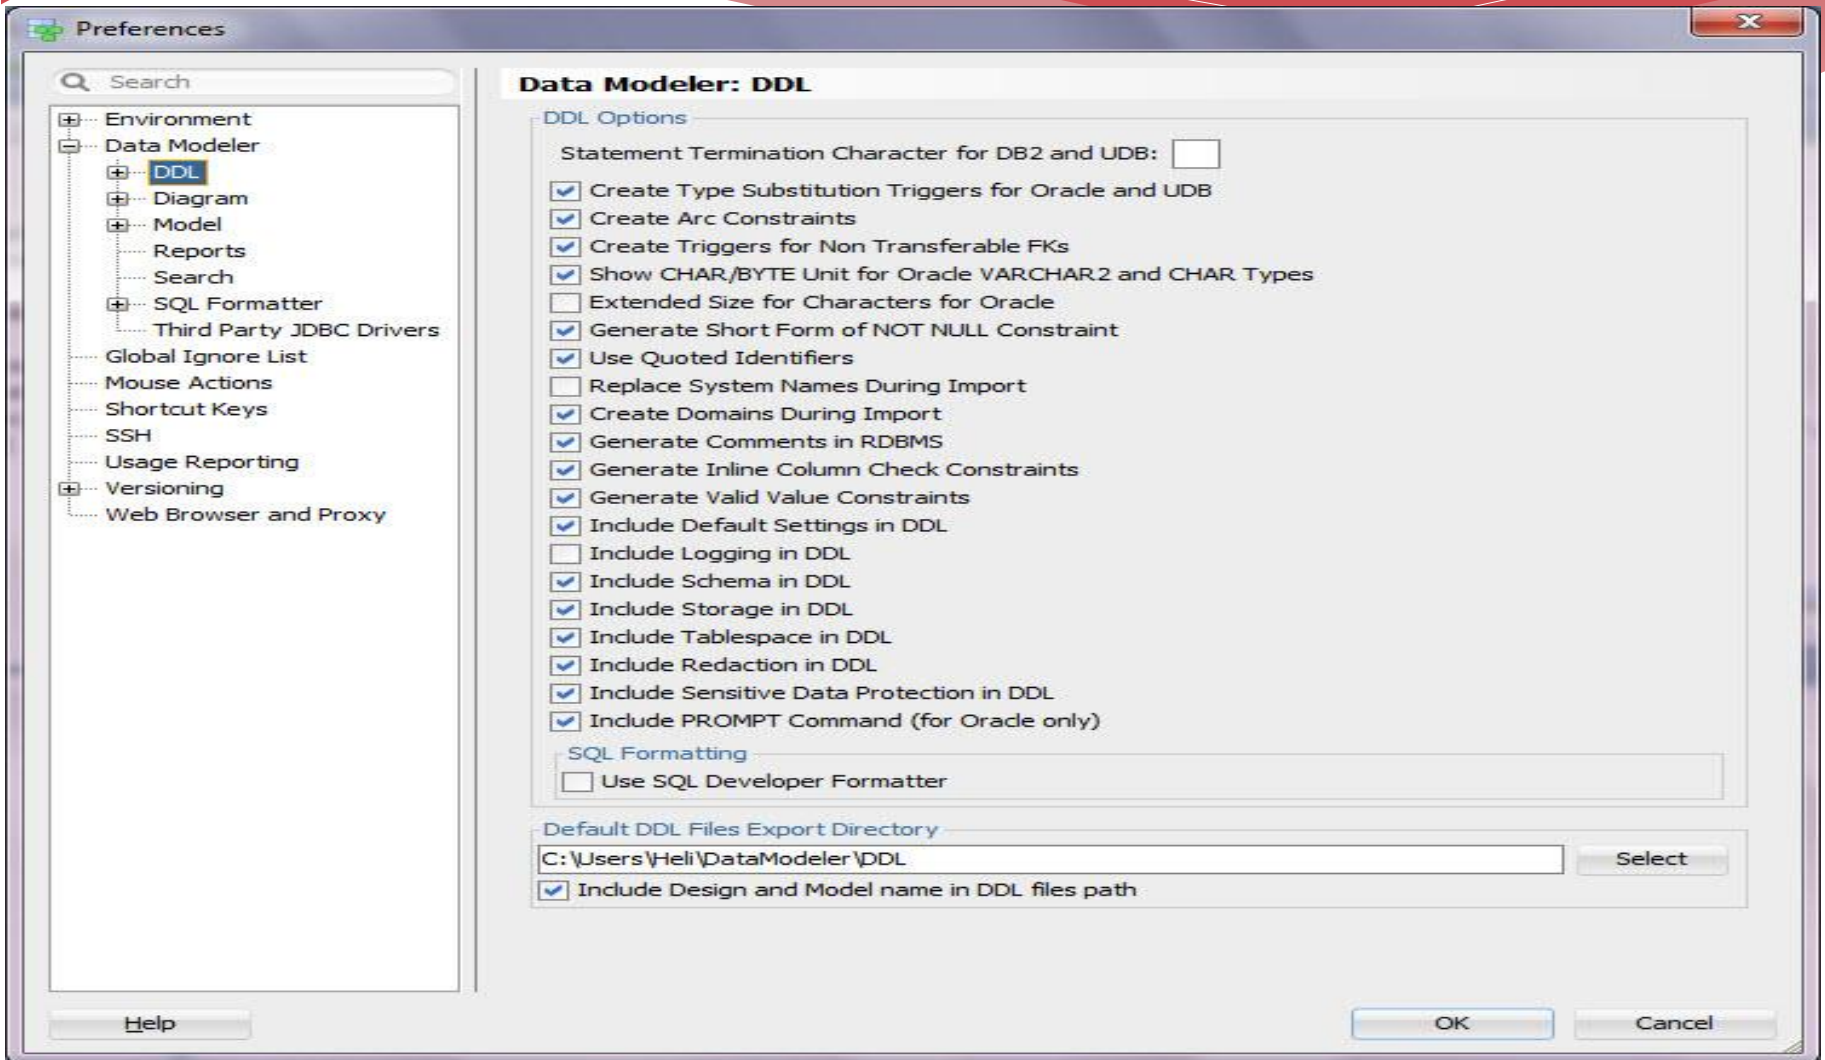 Preferences
Search
Environment
Data Modeler
DDL
Diagram
Model
Reports
Search
SQL Formatter
Third Party JDBC Drivers
Global Ignore List
Mouse Actions
Shortcut Keys
SSH
Usage Reporting
Versioning
Web Browser and Proxy
Data Modeler: DDL
DDL Options
Statement Termination Character for DB2 and UDB:
Create Type Substitution Triggers for Oracle and UDB
Create Arc Constraints
Create Triggers for Non Transferable FKs
Show CHAR/BYTE Unit for Oracle VARCHAR2 and CHAR Types
Extended Size for Characters for Oracle
Generate Short Form of NOT NULL Constraint
Use Quoted Identifiers
Replace System Names During Import
Create Domains During Import
Generate Comments in RDBMS
Generate Inline Column Check Constraints
Generate Valid Value Constraints
Include Default Settings in DDL
Include Logging in DDL
Include Schema in DDL
Include Storage in DDL
Include Tablespace in DDL
Include Redaction in DDL
Include Sensitive Data Protection in DDL
Include PROMPT Command (for Oracle only)
SQL Formatting
Use SQL Developer Formatter
Default DDL Files Export Directory
C:\Users\Heli\DataModeler\DDL
Select
Include Design and Model name in DDL files path
Help
OK
Cancel